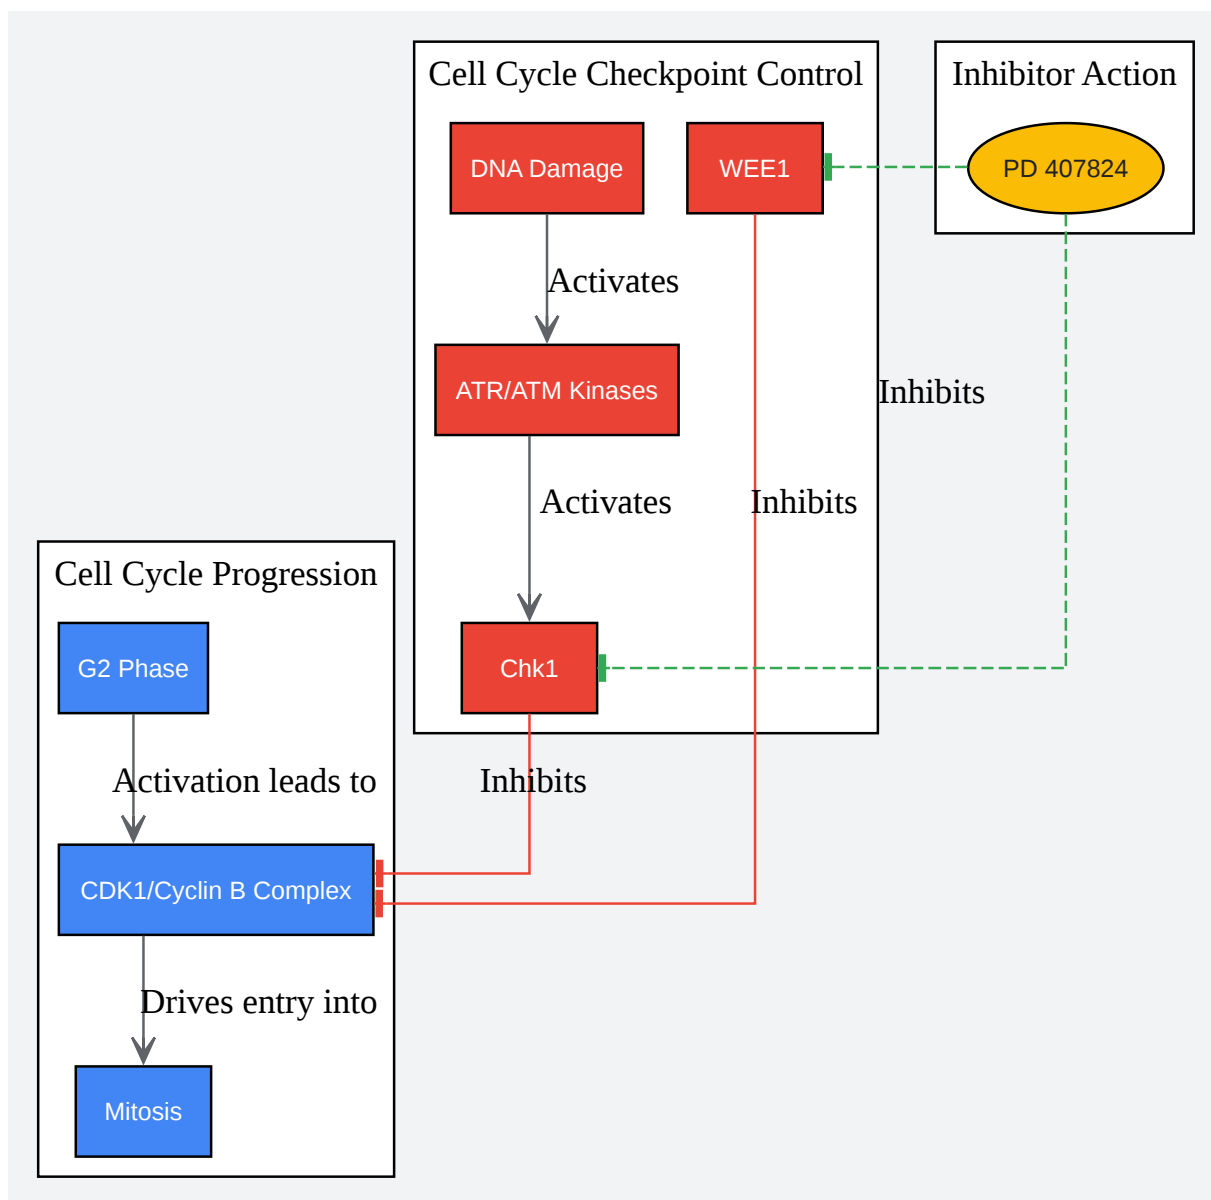 Cell Cycle Checkpoint Control
Inhibitor Action
DNA Damage
WEE1
PD 407824
Activates
ATR/ATM Kinases
Inhibits
Activates
Inhibits
Cell Cycle Progression
G2 Phase
Chk1
Activation leads to
Inhibits
CDK1/Cyclin B Complex
Drives entry into
Mitosis